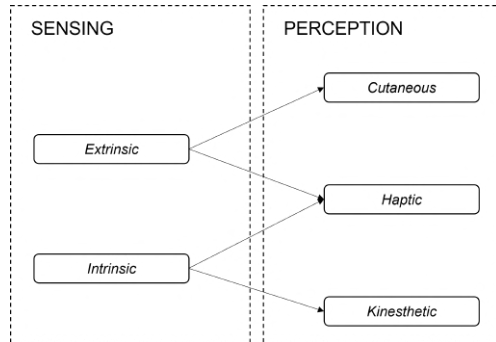 SENSING
Extrinsic
Intrinsic
PERCEPTION
Cutaneous
Haptic
Kinesthetic